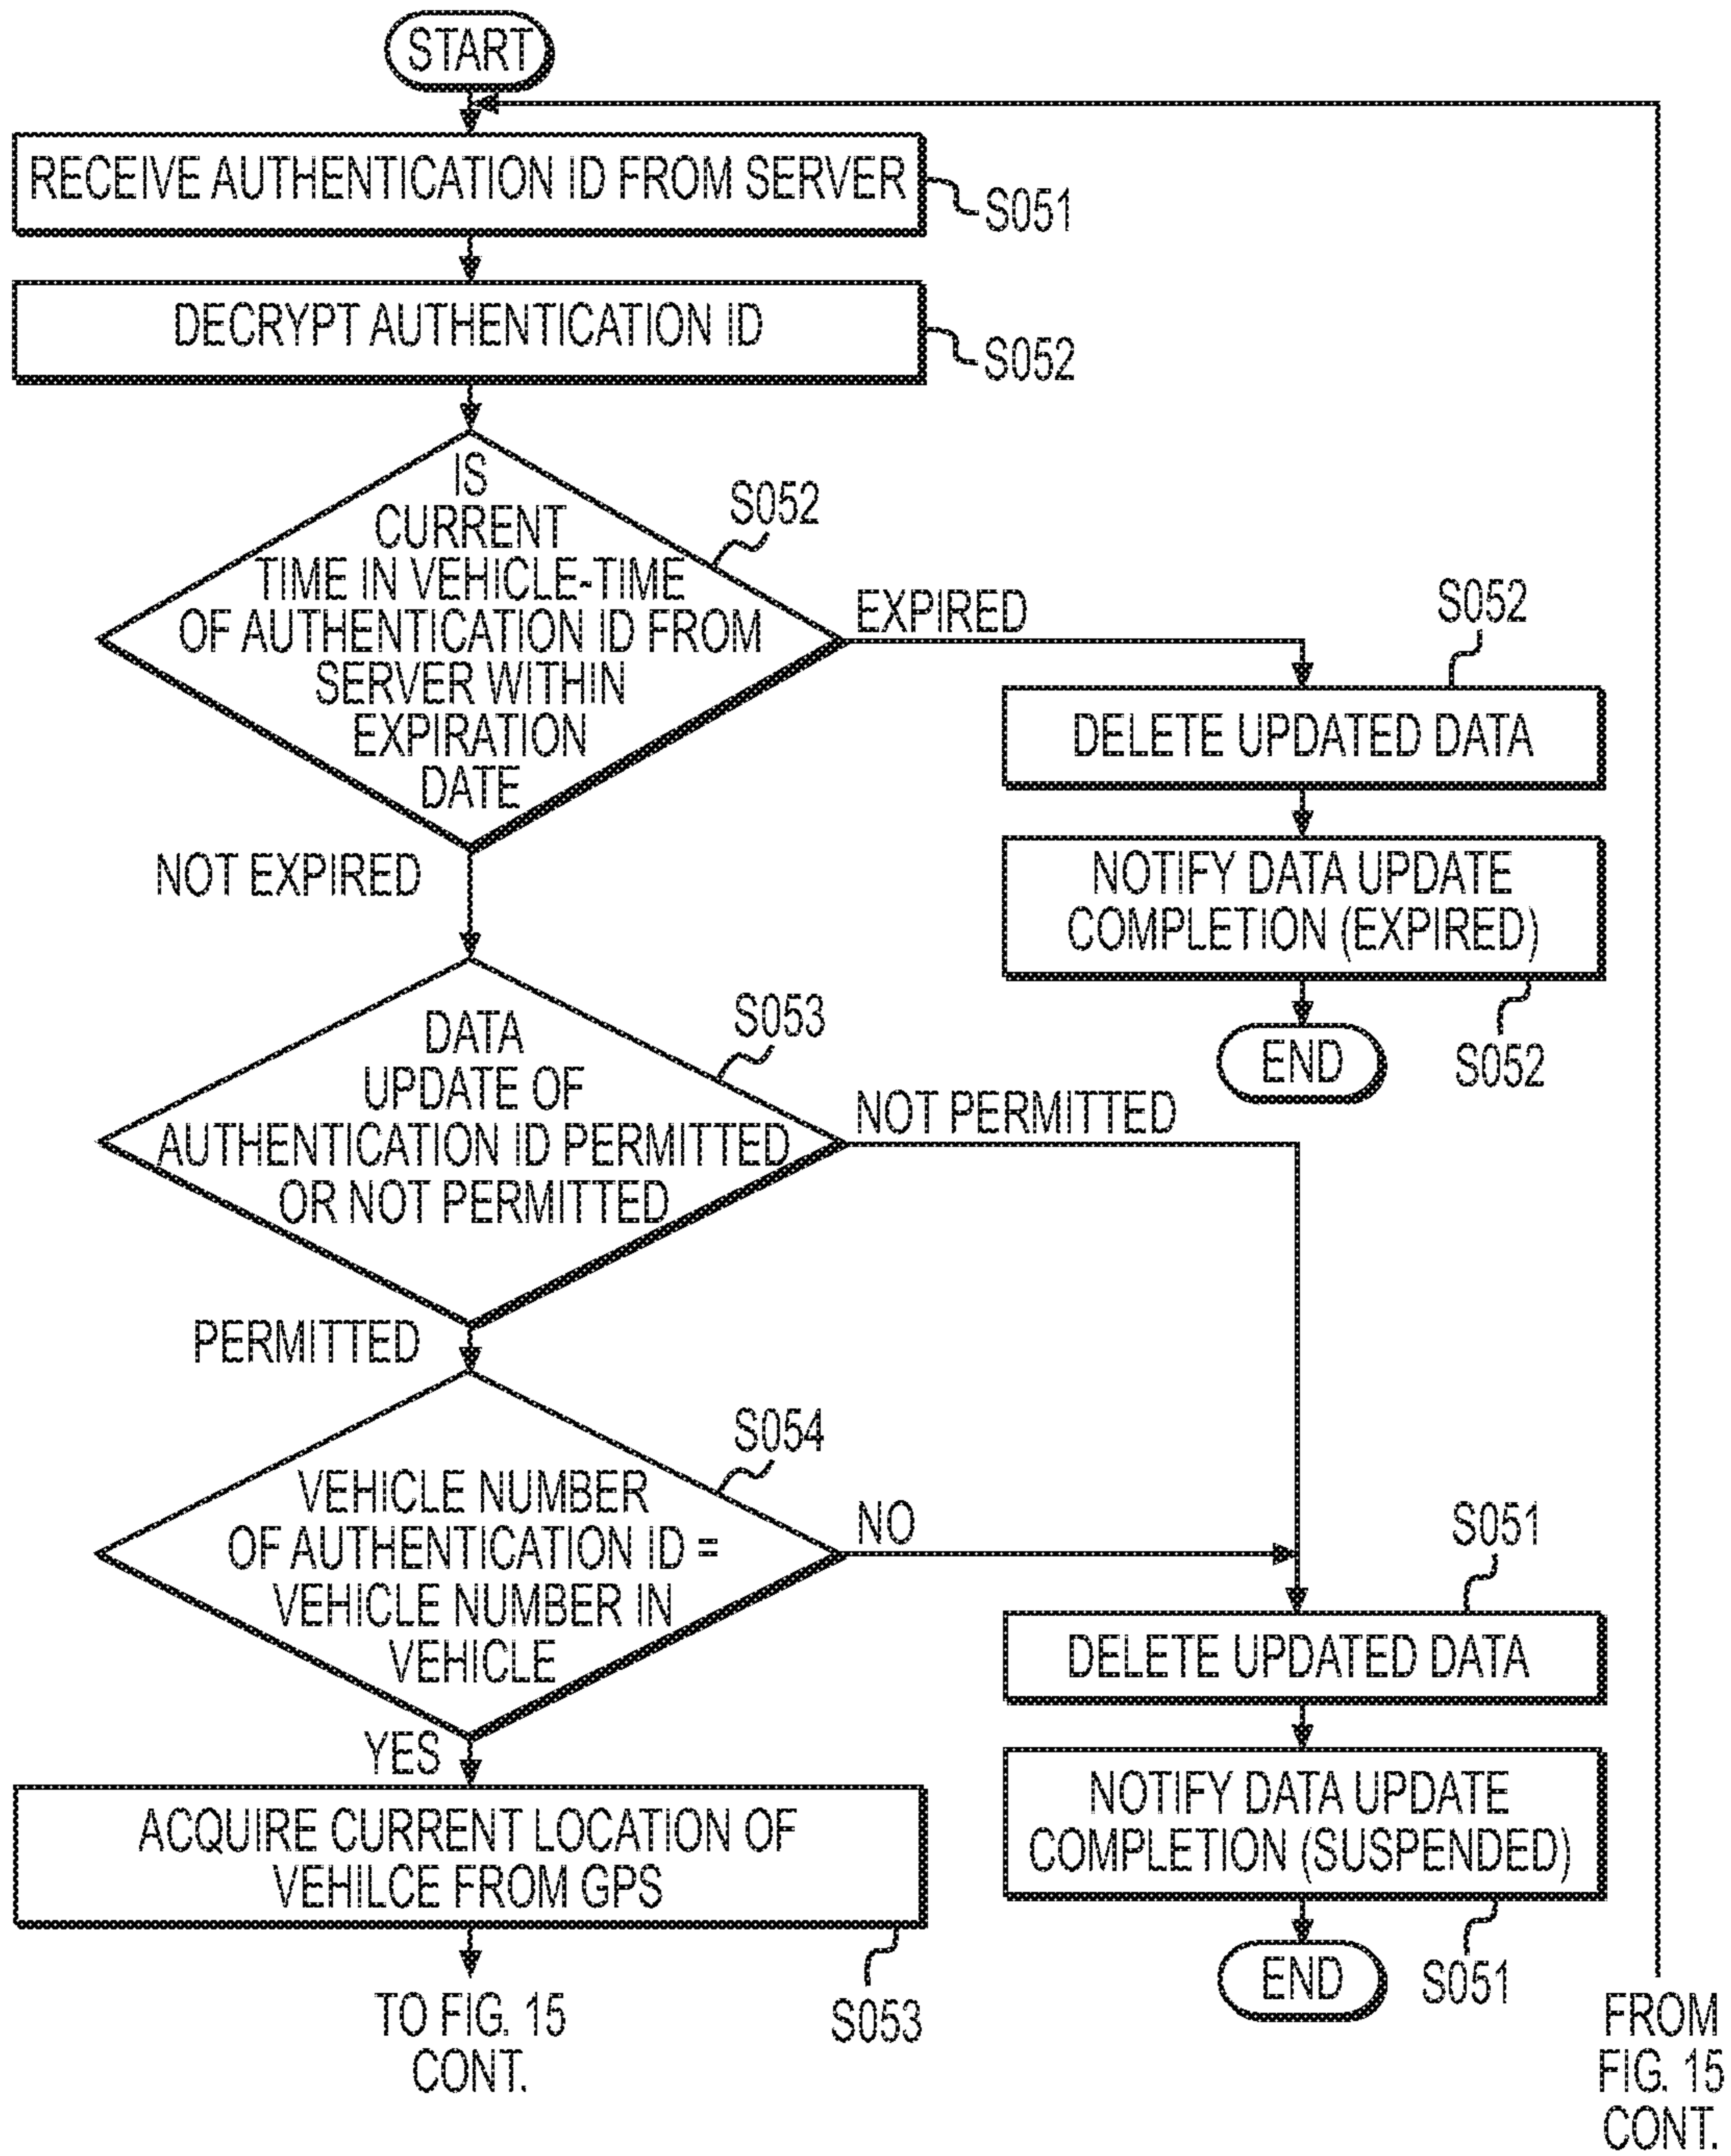 START
RECEIVE AUTHENTICATION ID FROM SERVER
S051
DECRYPT AUTHENTICATION ID
S052
IS
CURRENT
TIME IN VEHICLE-TIME
OF AUTHENTICATION ID FROM
SERVER WITHIN
EXPIRATION
DATE
S052
EXPIRED
S052
DELETE UPDATED DATA
NOTIFY DATA UPDATE
COMPLETION (EXPIRED)
S052
END
NOT EXPIRED
DATA
UPDATE OF
AUTHENTICATION ID PERMITTED
OR NOT PERMITTED
S053
NOT PERMITTED
PERMITTED
VEHICLE NUMBER
OF AUTHENTICATION ID =
VEHICLE NUMBER IN
VEHICLE
S054
NO
S051
DELETE UPDATED DATA
NOTIFY DATA UPDATE
COMPLETION (SUSPENDED)
S051
END
YES
ACQUIRE CURRENT LOCATION OF
VEHILCE FROM GPS
S053
TO FIG. 15
CONT.
FROM
FIG. 15
CONT.